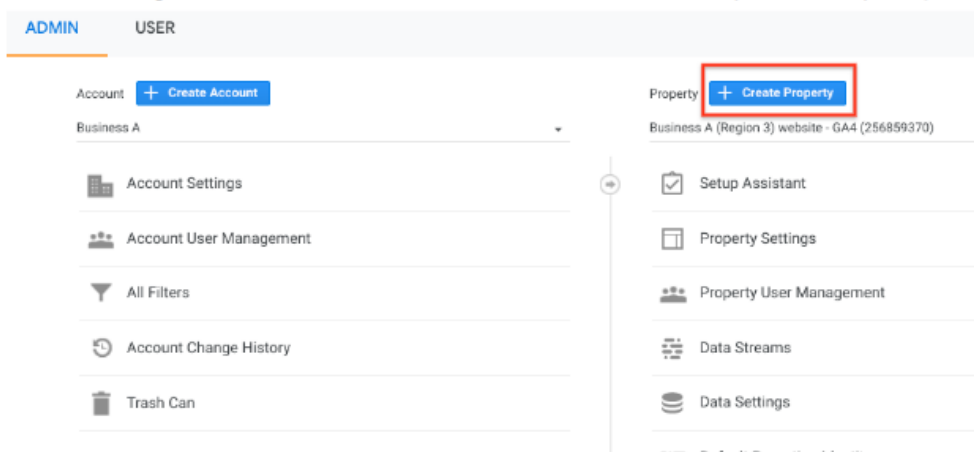 ADMIN USER
Account + Create Account
Business A
Account Settings
Account User Management
All Filters
Account Change History
Trash Can
Property + Create Property
Business A (Region 3) website - GA4 (256859370)
Setup Assistant
Property Settings
Property User Management
Data Streams
Data Settings